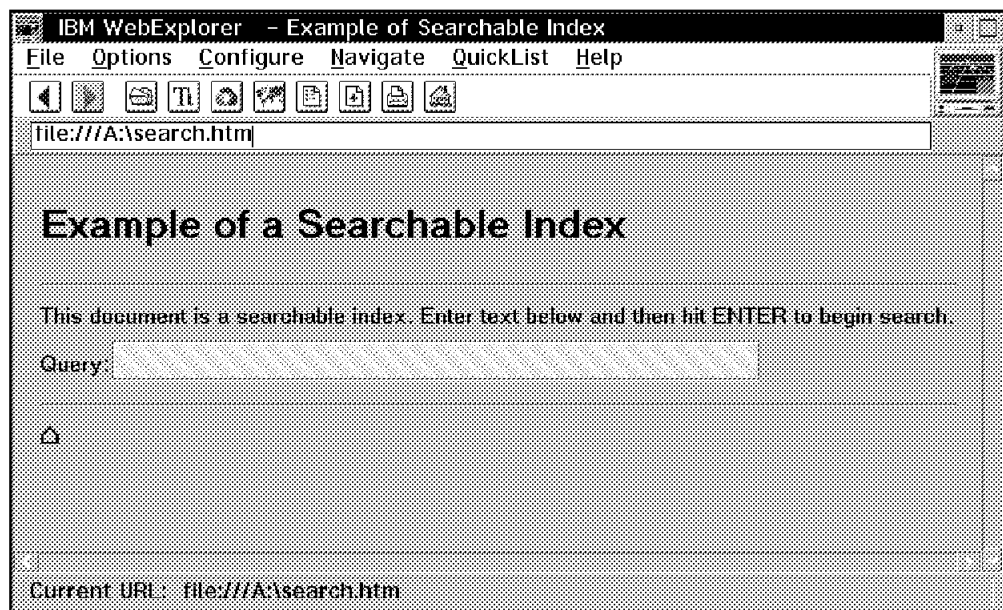 IBM WebExplorer - Example of Searchable Index
File Options Configure Navigate QuickList Help
TI
file:///A:\search.htm
Example of a Searchable Index
This document is a searchable index. Enter text below and then hit ENTER to begin search.
Query:
Current URL: file:///A:\search.htm